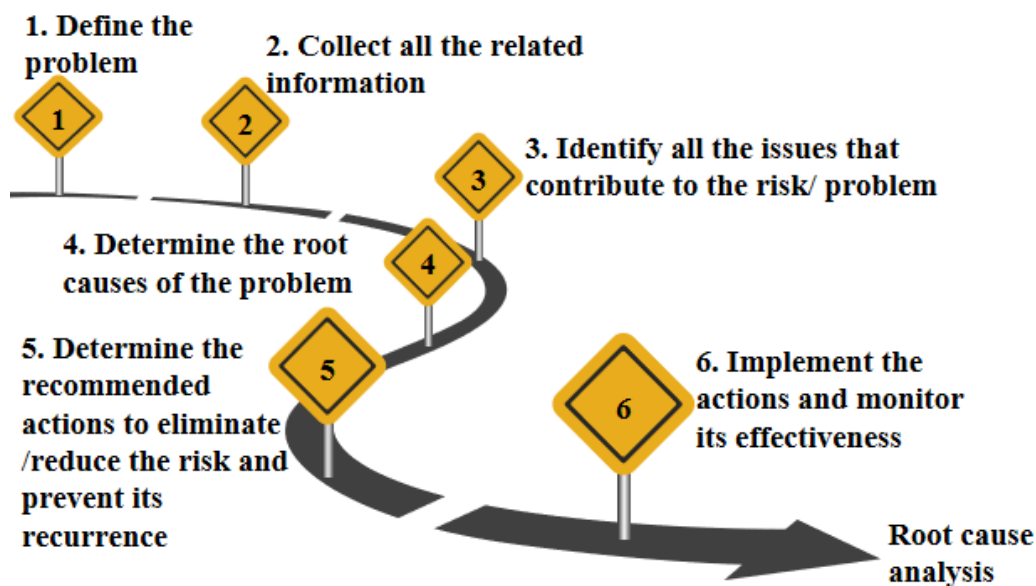 1. Define the
problem
1
2. Collect all the related
information
2
3. Identify all the issues that
contribute to the risk/ problem
3
4. Determine the root
causes of the problem
4
5. Determine the
recommended
actions to eliminate
/reduce the risk and
prevent its
recurrence
5
6. Implement the
actions and monitor
its effectiveness
6
Root cause
analysis